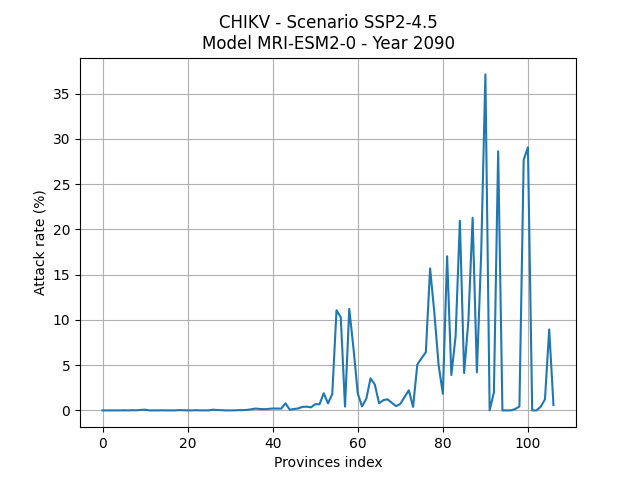 CHIKV - Scenario SSP2-4.5
Model MRI-ESM2-0 - Year 2090
Attack rate (%)
35
30
25
20
15
10
5
0
0 20 40 60 80 100
Provinces index